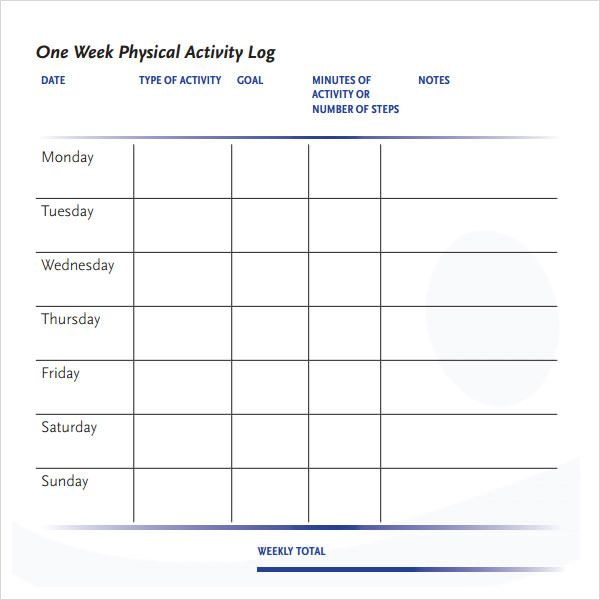 One Week Physical Activity Log
DATE TYPE OF ACTIVITY GOAL MINUTES OF NOTES
ACTIVITY OR
NUMBER OF STEPS
Monday
Tuesday
Wednesday
Thursday
Friday
Saturday
Sunday
WEEKLY TOTAL